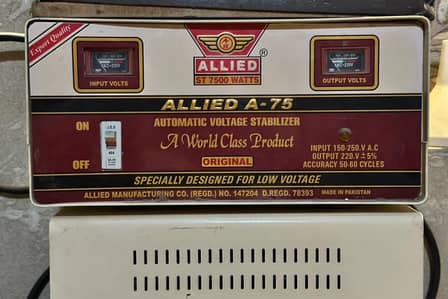 Export Quality
ALLIED ®
ST 7500 WATTS
INPUT VOLTS
OUTPUT VOLTS
ALLIED A-75
AUTOMATIC VOLTAGE STABILIZER
ON
A World Class Product
INPUT 150-250.V A.C
OUTPUT 220.V ± 5%
OFF
ORIGINAL
ACCURACY 50-60 CYCLES
SPECIALLY DESIGNED FOR LOW VOLTAGE
ALLIED MANUFACTURING CO. (REGD.) NO. 147204 D.REGD. 78393 MADE IN PAKISTAN